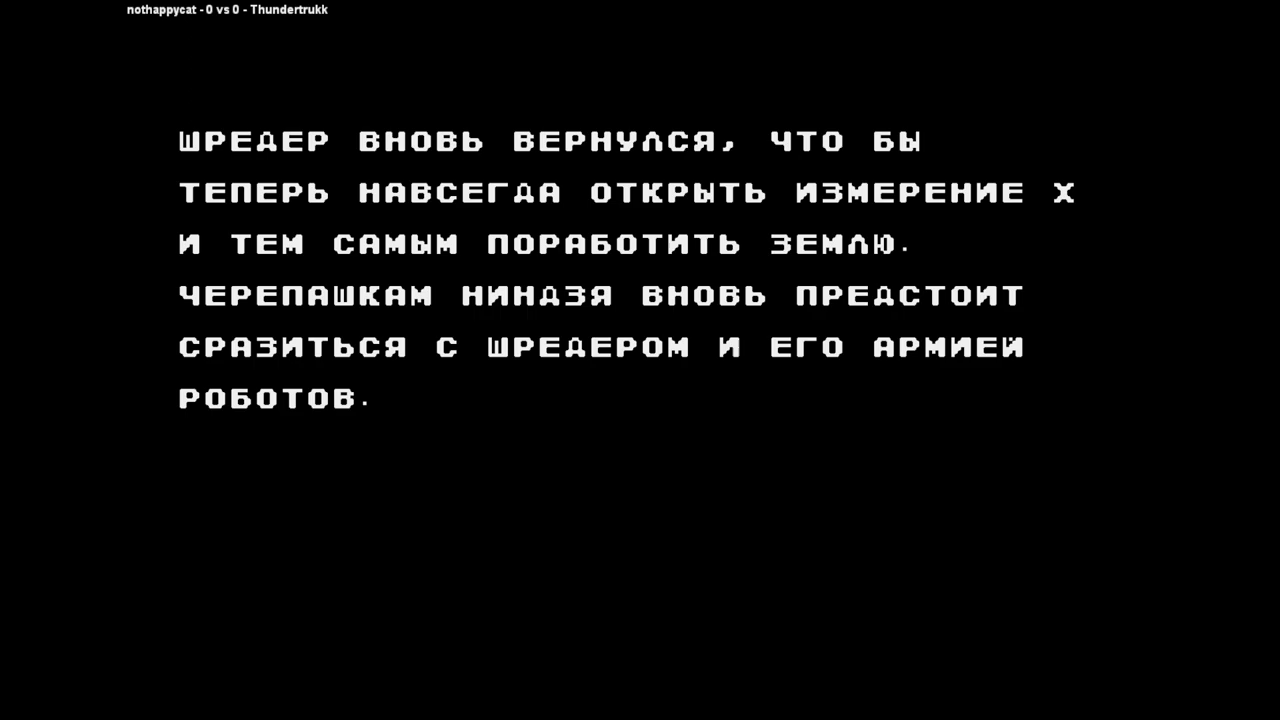 nothappycat - 0 vs 0 - Thundertrukk
ШРЕДЕР ВНОВЬ ВЕРНУЛСЯ, ЧТО БЫ
ТЕПЕРЬ НАВСЕГДА ОТКРЫТЬ ИЗМЕРЕНИЕ Х
И ТЕМ САМЫМ ПОРАБОТИТЬ ЗЕМЛЮ.
ЧЕРЕПАШКАМ НИНДЗЯ ВНОВЬ ПРЕДСТОИТ
СРАЗИТЬСЯ С ШРЕДЕРОМ И ЕГО АРМИЕЙ
РОБОТОВ.